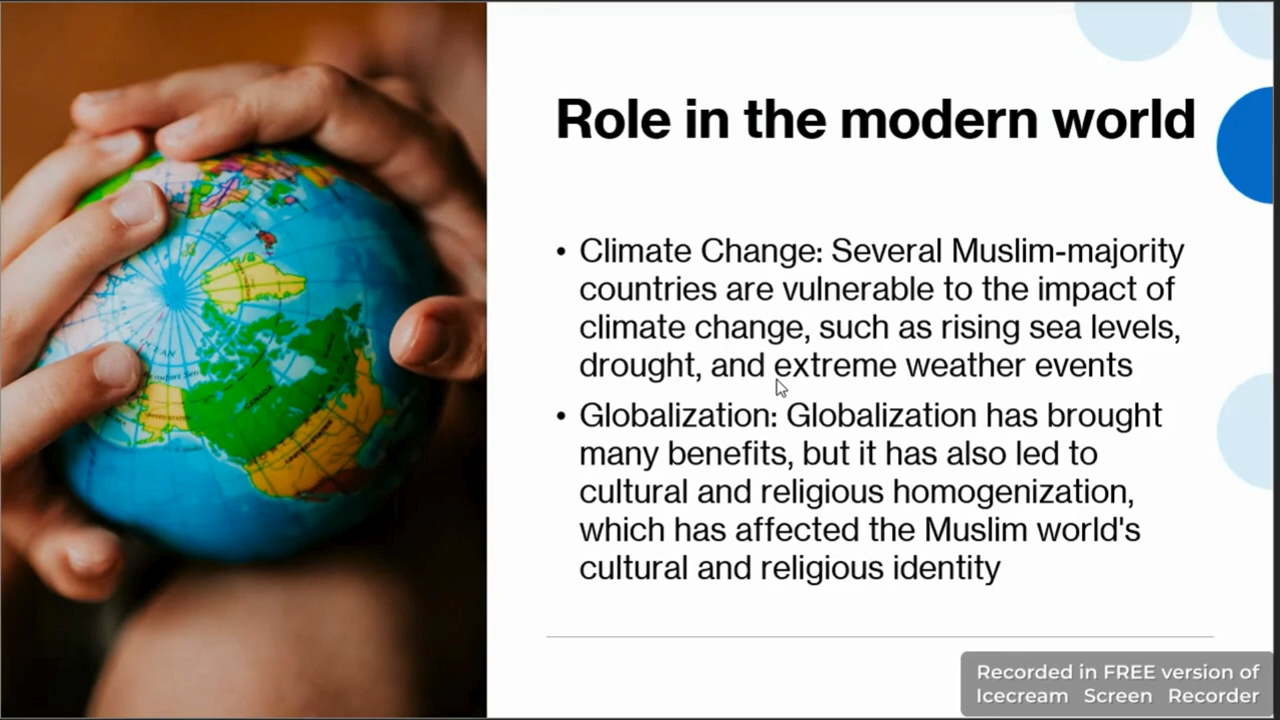 Role in the modern world
• Climate Change: Several Muslim-majority
countries are vulnerable to the impact of
climate change, such as rising sea levels,
drought, and extreme weather events
• Globalization: Globalization has brought
many benefits, but it has also led to
cultural and religious homogenization,
which has affected the Muslim world's
cultural and religious identity
CANADA
UNITED STATES
Recorded in FREE version of
Icecream Screen Recorder